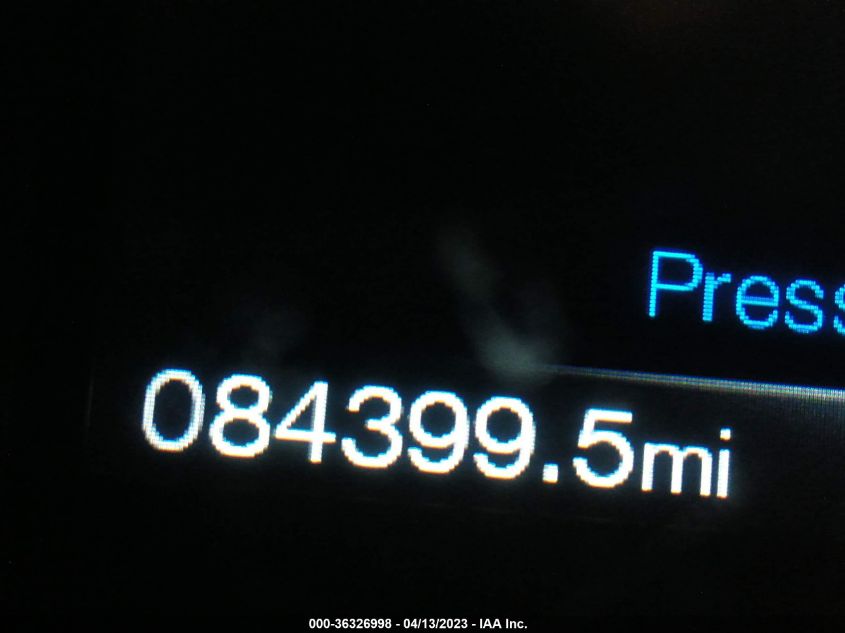 Press
084399.5mi
000-36326998 - 04/13/2023 - IAA Inc.